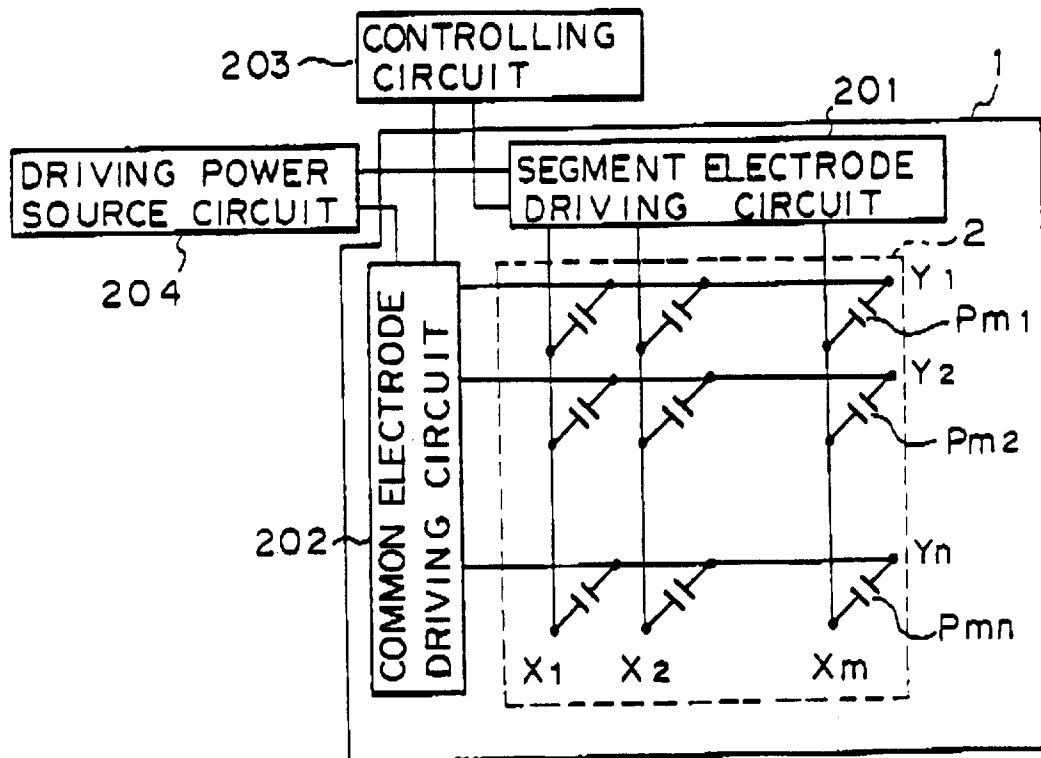 CONTROLLING
CIRCUIT
203
1
201
DRIVING POWER
SOURCE CIRCUIT
SEGMENT ELECTRODE
DRIVING CIRCUIT
204
2
Y1
Pm1
Y2
Pm2
COMMON ELECTRODE
DRIVING CIRCUIT
202
Yn
Pmn
X1 X2 Xm